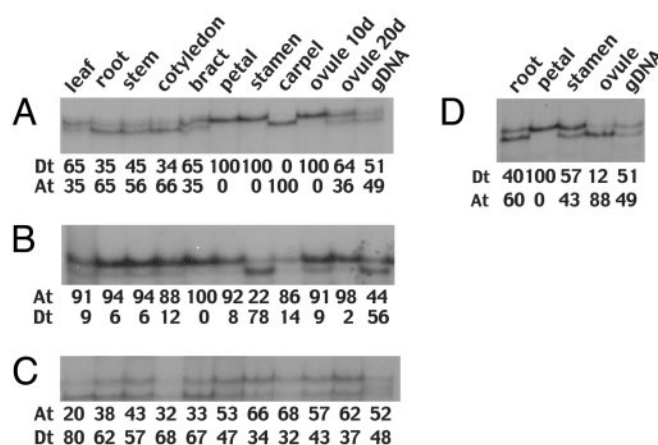 leaf root stem cotyledon bract petal stamen carpel ovule 10d ovule 20d gDNA
A
Dt 65 35 45 34 65 100 100 0 100 64 51
At 35 65 56 66 35 0 0 100 0 36 49
B
At 91 94 94 88 100 92 22 86 91 98 44
Dt 9 6 6 12 0 8 78 14 9 2 56
C
At 20 38 43 32 33 53 66 68 57 62 52
Dt 80 62 57 68 67 47 34 32 43 37 48
root petal stamen ovule gDNA
D
Dt 40 100 57 12 51
At 60 0 43 88 49